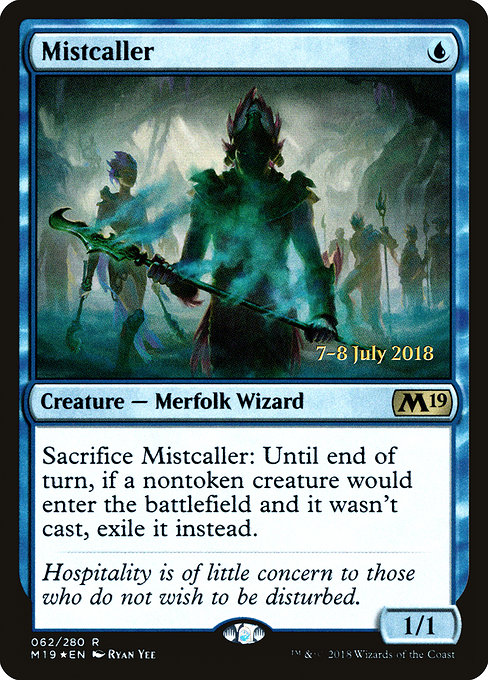 Mistcaller
7–8 July 2018
Creature — Merfolk Wizard
M19
Sacrifice Mistcaller: Until end of
turn, if a nontoken creature would
enter the battlefield and it wasn't
cast, exile it instead.
Hospitality is of little concern to those
who do not wish to be disturbed.
1/1
062/280 R
M19 ★ EN Ryan Yee
™ & © 2018 Wizards of the Coast